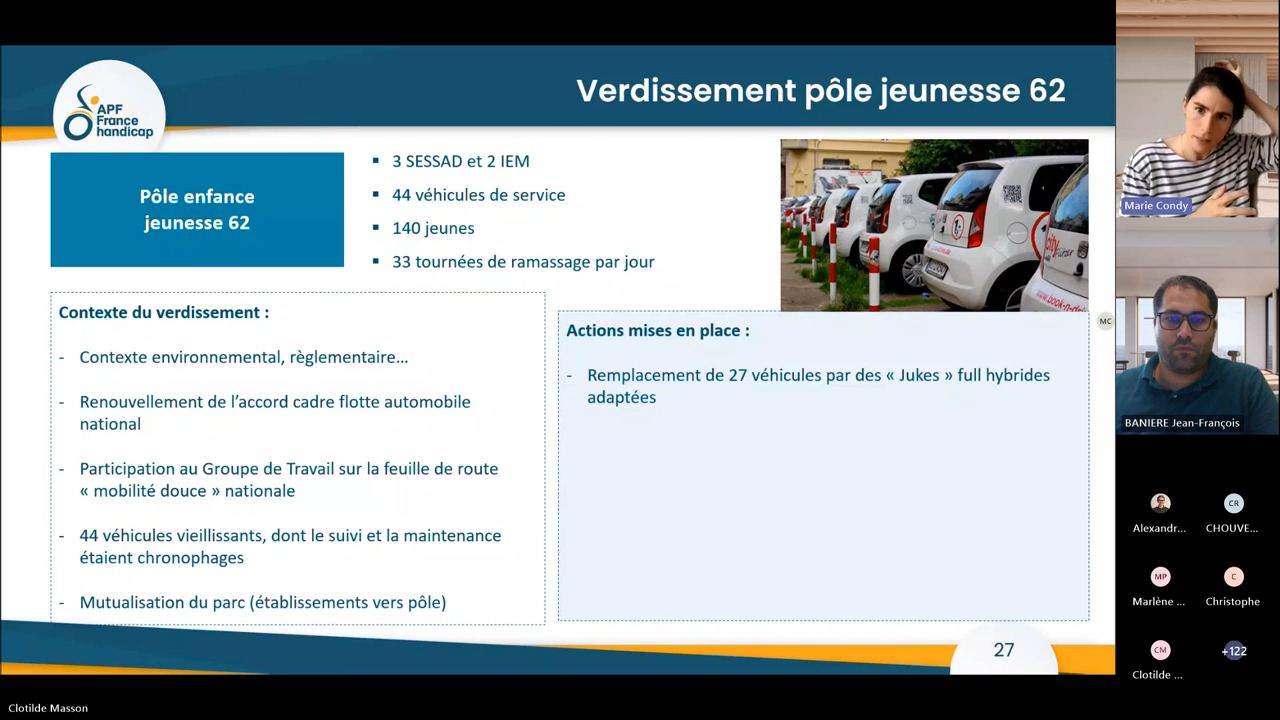 Verdissement pôle jeunesse 62
APF
France
handicap
Pôle enfance
jeunesse 62
▪ 3 SESSAD et 2 IEM
▪ 44 véhicules de service
▪ 140 jeunes
▪ 33 tournées de ramassage par jour
Contexte du verdissement :
- Contexte environnemental, règlementaire…
- Renouvellement de l’accord cadre flotte automobile
national
- Participation au Groupe de Travail sur la feuille de route
« mobilité douce » nationale
- 44 véhicules vieillissants, dont le suivi et la maintenance
étaient chronophages
- Mutualisation du parc (établissements vers pôle)
Actions mises en place :
- Remplacement de 27 véhicules par des « Jukes » full hybrides
adaptées
27
Marie Condy
MC
BANIERE Jean-François
CR
Alexandr...
CHOUVE...
MP
C
Marlène ...
Christophe
CM
+122
Clotilde ...
Clotilde Masson